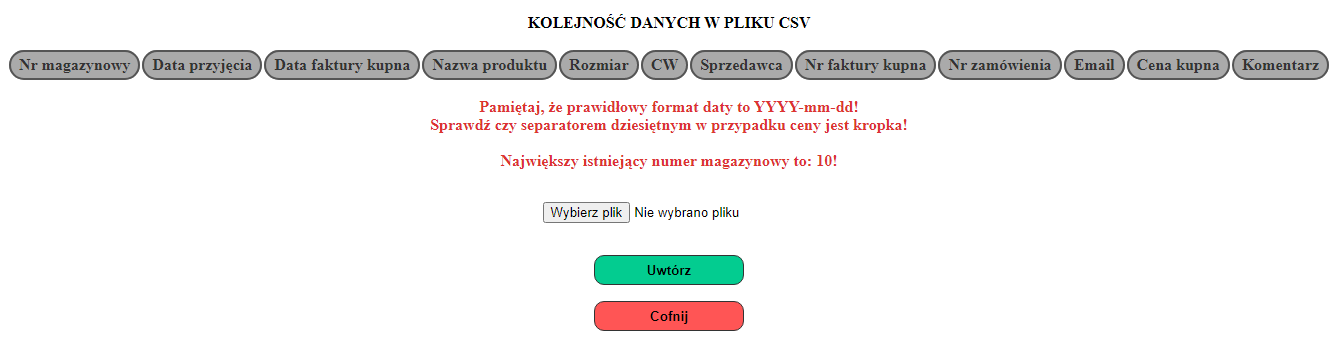 KOLEJNOŚĆ DANYCH W PLIKU CSV
Nr magazynowy Data przyjęcia Data faktury kupna Nazwa produktu Rozmiar CW Sprzedawca Nr faktury kupna Nr zamówienia Email Cena kupna Komentarz
Pamiętaj, że prawidłowy format daty to YYYY-mm-dd!
Sprawdź czy separatorem dziesiętnym w przypadku ceny jest kropka!
Największy istniejący numer magazynowy to: 10!
Wybierz plik Nie wybrano pliku
Uwtórz
Cofnij